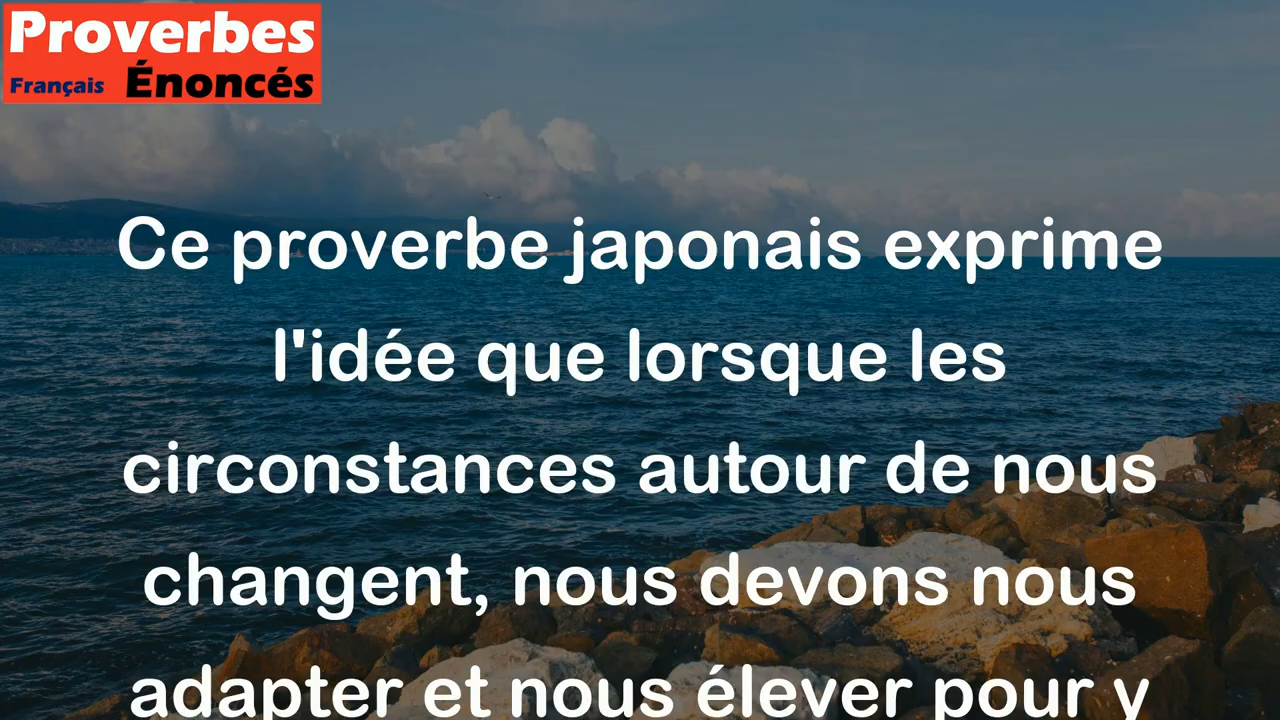 Proverbes
Français Énoncés
Ce proverbe japonais exprime
l'idée que lorsque les
circonstances autour de nous
changent, nous devons nous
adapter et nous élever pour y